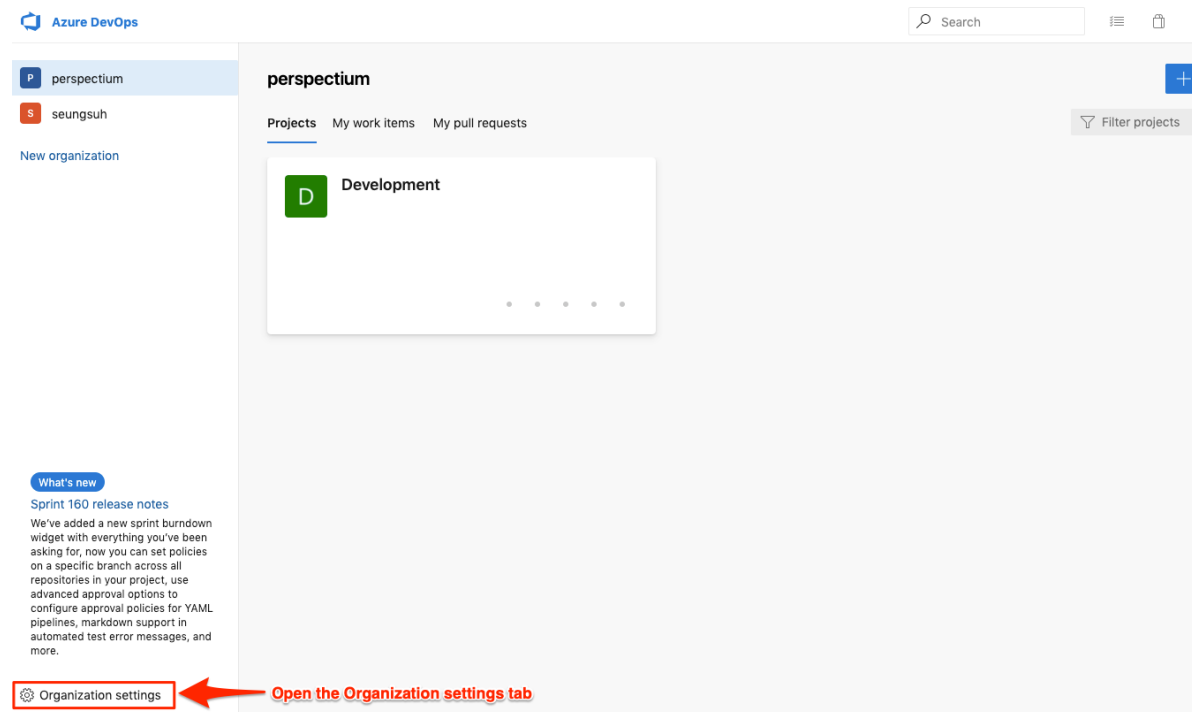 Azure DevOps
Search
P perspectium
S seungsuh
New organization
perspectium
Projects My work items My pull requests
Filter projects
D Development
What's new
Sprint 160 release notes
We've added a new sprint burndown
widget with everything you've been
asking for, now you can set policies
on a specific branch across all
repositories in your project, use
advanced approval options to
configure approval policies for YAML
pipelines, markdown support in
automated test error messages, and
more.
Organization settings
Open the Organization settings tab